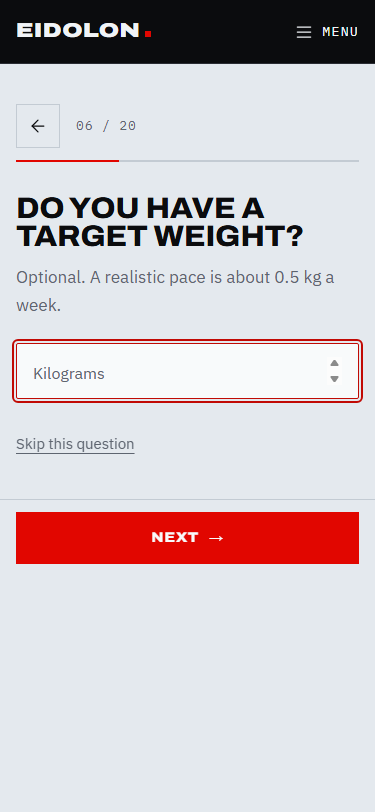 EIDOLON.
MENU
06 / 20
DO YOU HAVE A
TARGET WEIGHT?
Optional. A realistic pace is about 0.5 kg a
week.
Kilograms
Skip this question
NEXT →